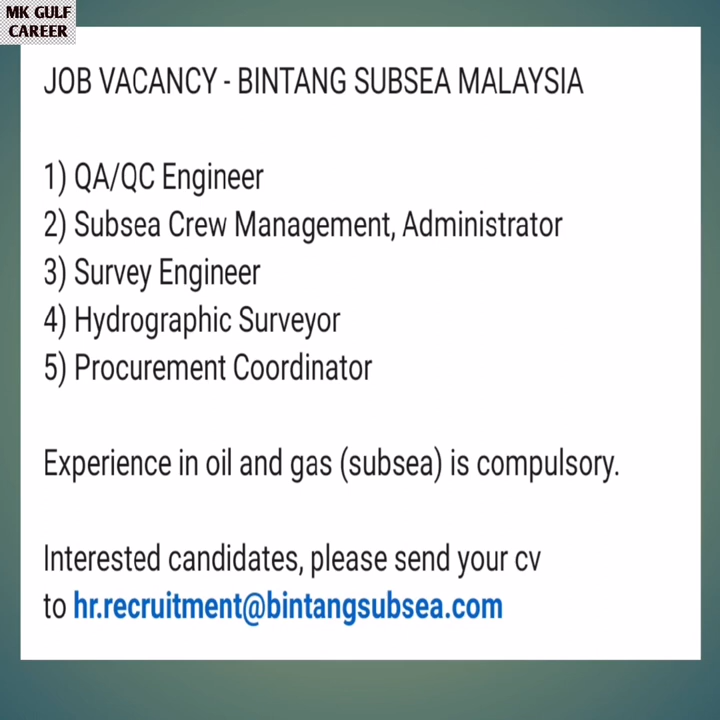 MK GULF
CAREER
JOB VACANCY - BINTANG SUBSEA MALAYSIA
1) QA/QC Engineer
2) Subsea Crew Management, Administrator
3) Survey Engineer
4) Hydrographic Surveyor
5) Procurement Coordinator
Experience in oil and gas (subsea) is compulsory.
Interested candidates, please send your cv
to hr.recruitment@bintangsubsea.com